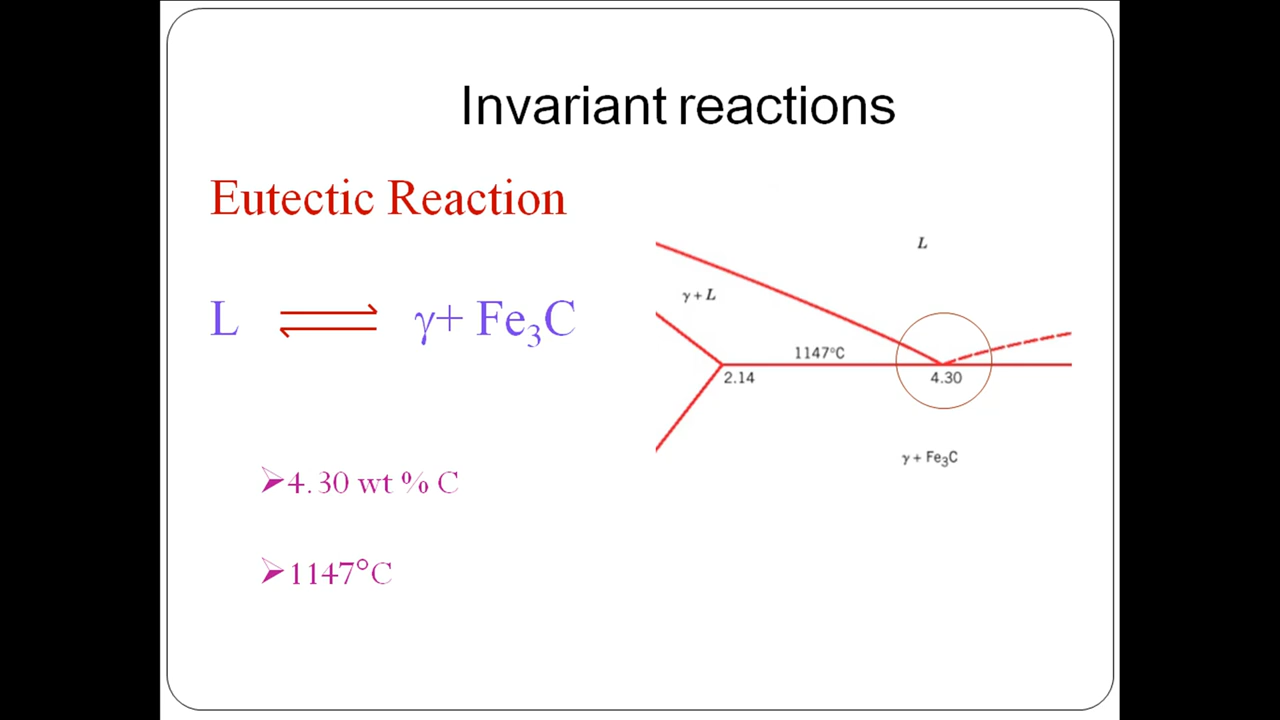 Invariant reactions
Eutectic Reaction
L ⇌ γ+ Fe₃C
➢4.30 wt % C
➢1147°C
L
γ + L
1147°C
2.14
4.30
γ + Fe₃C